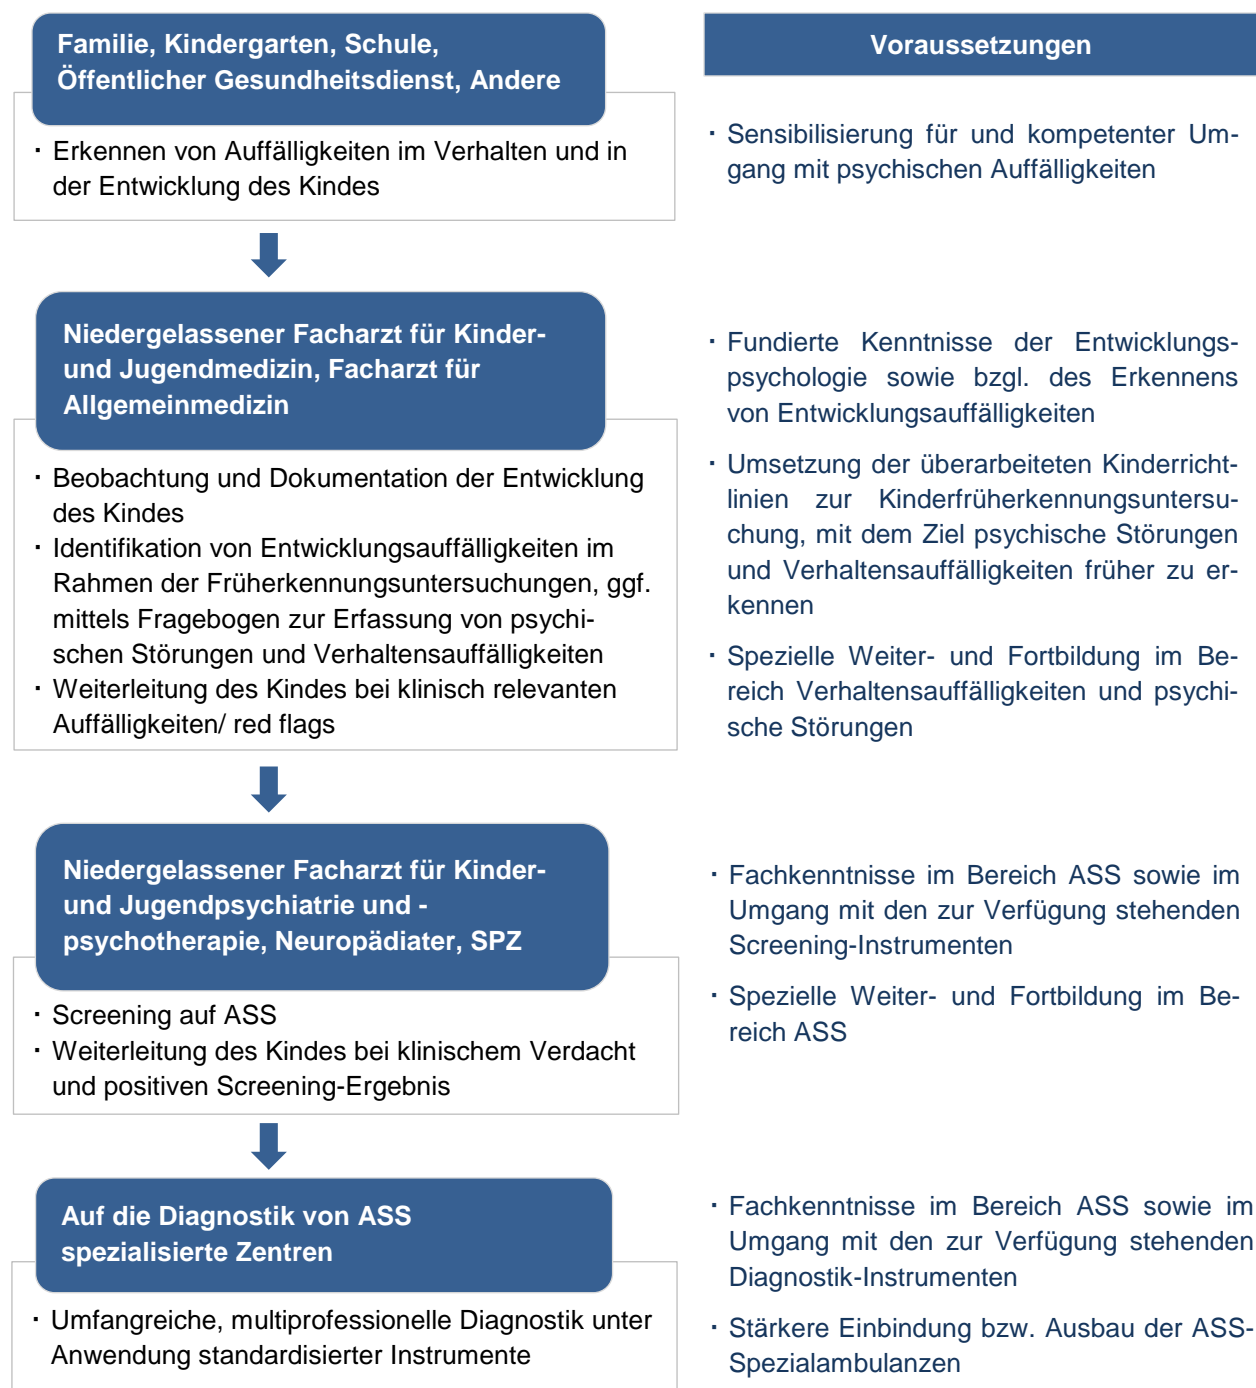 Familie, Kindergarten, Schule,
Öffentlicher Gesundheitsdienst, Andere
· Erkennen von Auffälligkeiten im Verhalten und in
der Entwicklung des Kindes
Voraussetzungen
· Sensibilisierung für und kompetenter Um-
gang mit psychischen Auffälligkeiten
Niedergelassener Facharzt für Kinder-
und Jugendmedizin, Facharzt für
Allgemeinmedizin
· Beobachtung und Dokumentation der Entwicklung
des Kindes
· Identifikation von Entwicklungsauffälligkeiten im
Rahmen der Früherkennungsuntersuchungen, ggf.
mittels Fragebogen zur Erfassung von psychi-
schen Störungen und Verhaltensauffälligkeiten
· Weiterleitung des Kindes bei klinisch relevanten
Auffälligkeiten/ red flags
· Fundierte Kenntnisse der Entwicklungs-
psychologie sowie bzgl. des Erkennens
von Entwicklungsauffälligkeiten
· Umsetzung der überarbeiteten Kinderricht-
linien zur Kinderfrüherkennungsuntersu-
chung, mit dem Ziel psychische Störungen
und Verhaltensauffälligkeiten früher zu er-
kennen
· Spezielle Weiter- und Fortbildung im Be-
reich Verhaltensauffälligkeiten und psychi-
sche Störungen
Niedergelassener Facharzt für Kinder-
und Jugendpsychiatrie und -
psychotherapie, Neuropädiater, SPZ
· Screening auf ASS
· Weiterleitung des Kindes bei klinischem Verdacht
und positiven Screening-Ergebnis
· Fachkenntnisse im Bereich ASS sowie im
Umgang mit den zur Verfügung stehenden
Screening-Instrumenten
· Spezielle Weiter- und Fortbildung im Be-
reich ASS
Auf die Diagnostik von ASS
spezialisierte Zentren
· Umfangreiche, multiprofessionelle Diagnostik unter
Anwendung standardisierter Instrumente
· Fachkenntnisse im Bereich ASS sowie im
Umgang mit den zur Verfügung stehenden
Diagnostik-Instrumenten
· Stärkere Einbindung bzw. Ausbau der ASS-
Spezialambulanzen